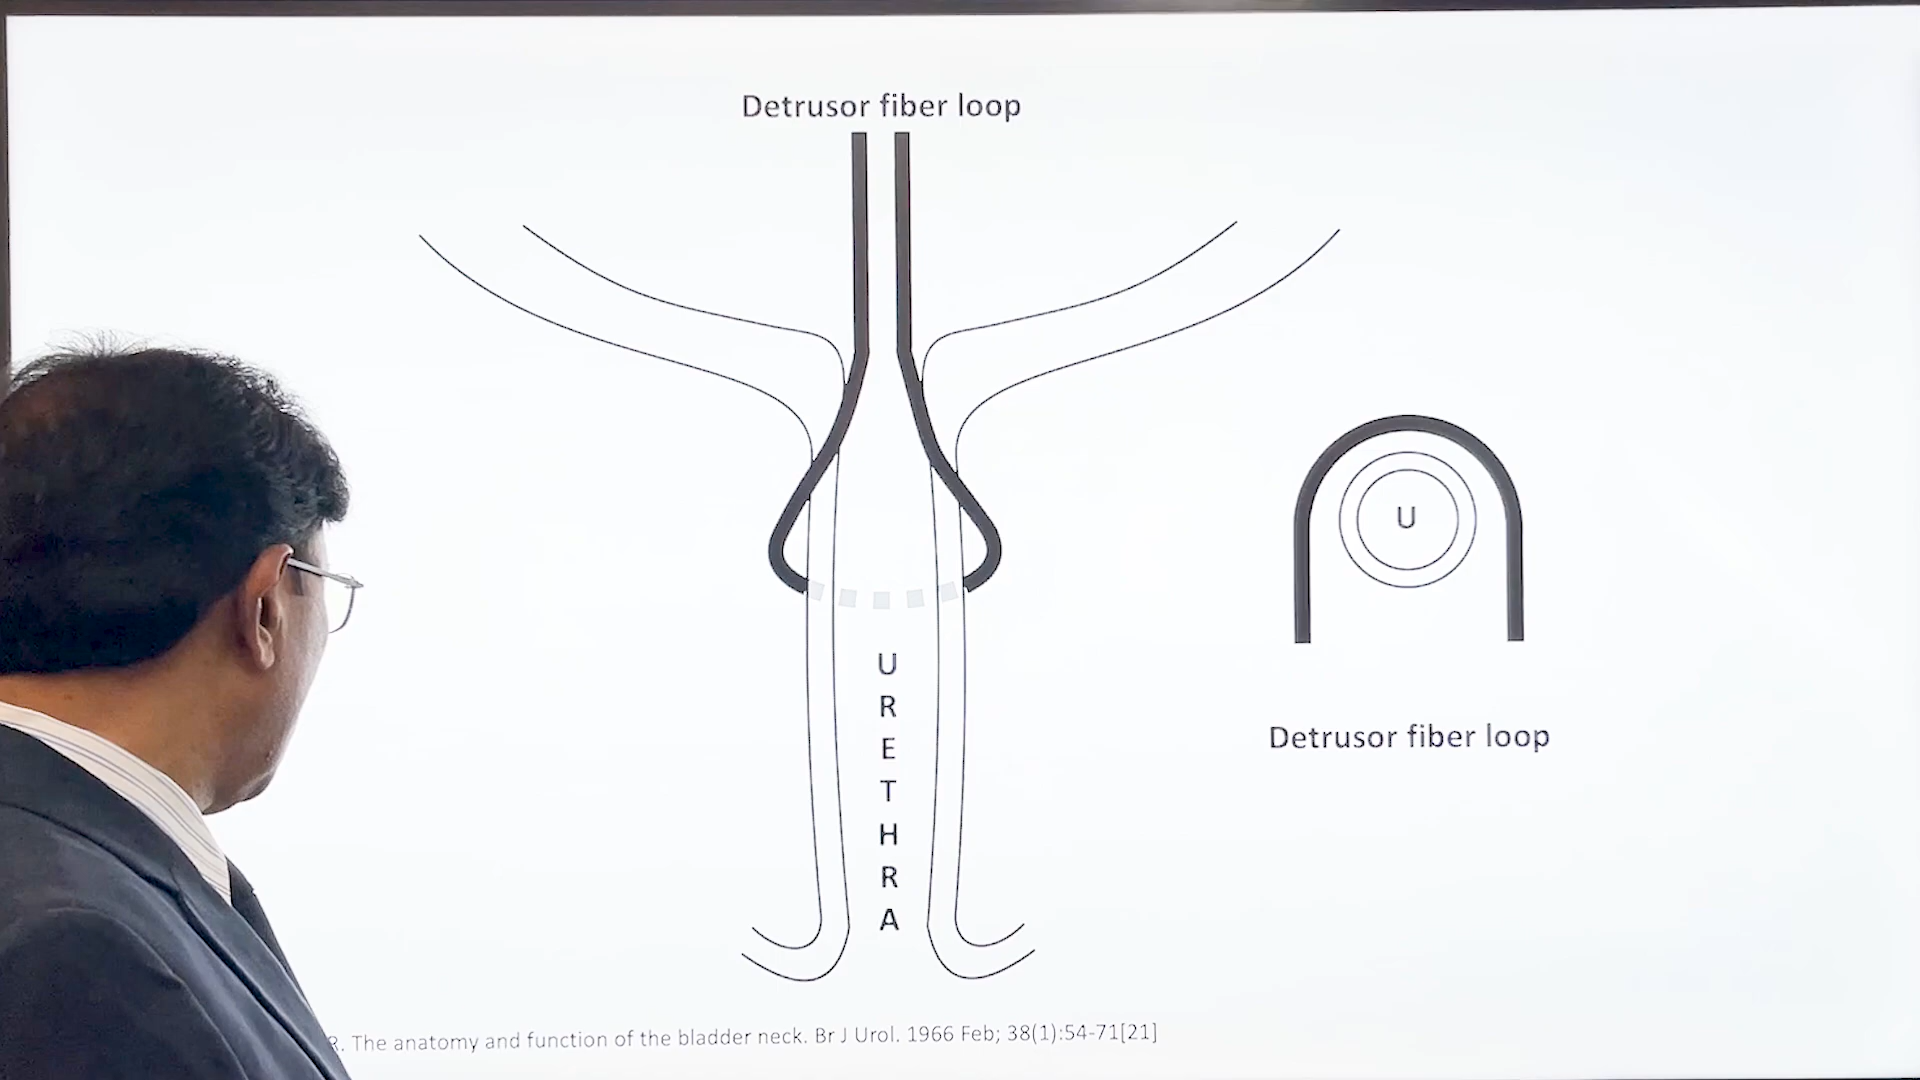 Detrusor fiber loop
U
U
R
E
T
H
R
A
Detrusor fiber loop
R. The anatomy and function of the bladder neck. Br J Urol. 1966 Feb; 38(1):54-71[21]